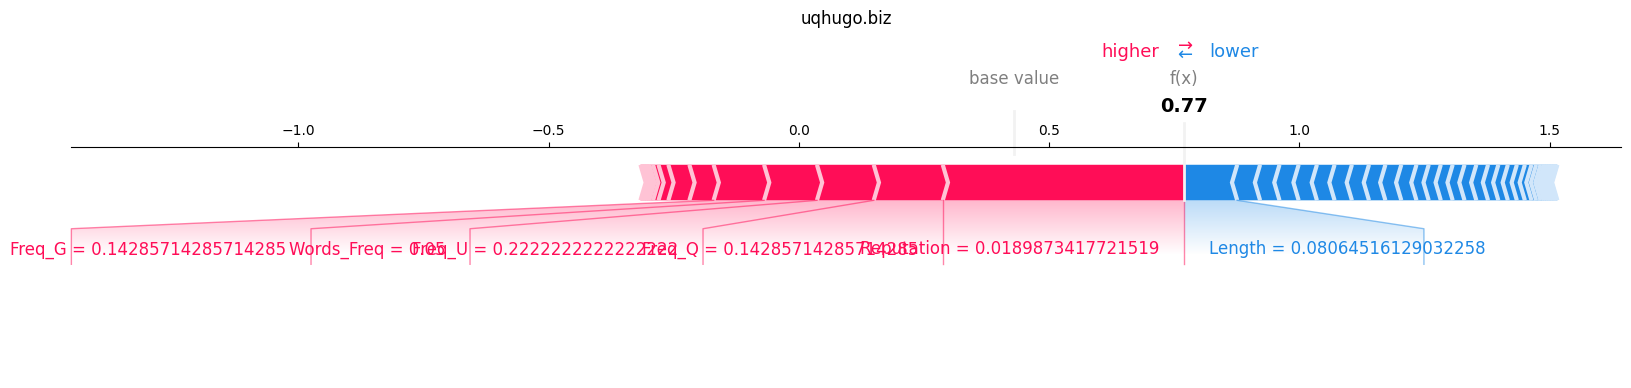 uqhugo.biz
higher ⇄ lower
base value f(x)
0.77
−1.0 −0.5 0.0 0.5 1.0 1.5
Freq_G = 0.14285714285714285 Words_Freq = 0.05 Freq_U = 0.2222222222222222 Freq_Q = 0.14285714285714285 Reputation = 0.0189873417721519 Length = 0.08064516129032258